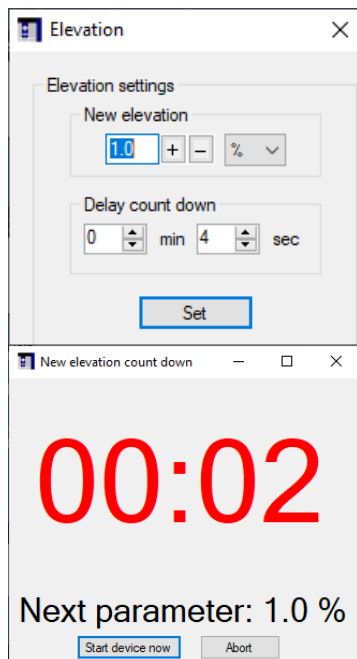 Elevation
Elevation settings
New elevation
1.0 + - %
Delay count down
0 min 4 sec
Set
New elevation count down
00:02
Next parameter: 1.0 %
Start device now Abort